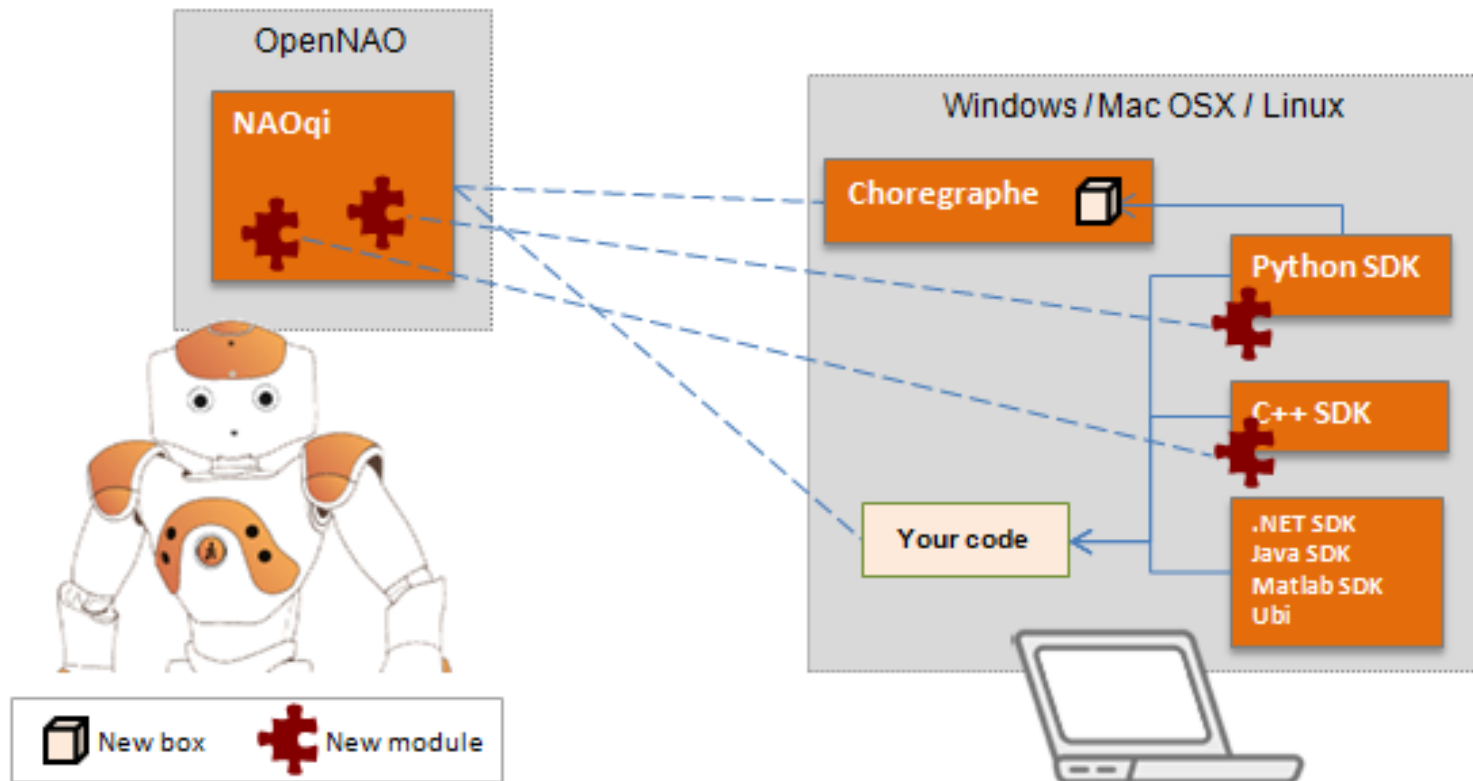 OpenNAO
NAOqi
Windows / Mac OSX / Linux
Choregraphe
Python SDK
C++ SDK
Your code
.NET SDK
Java SDK
Matlab SDK
Ubi
New box
New module